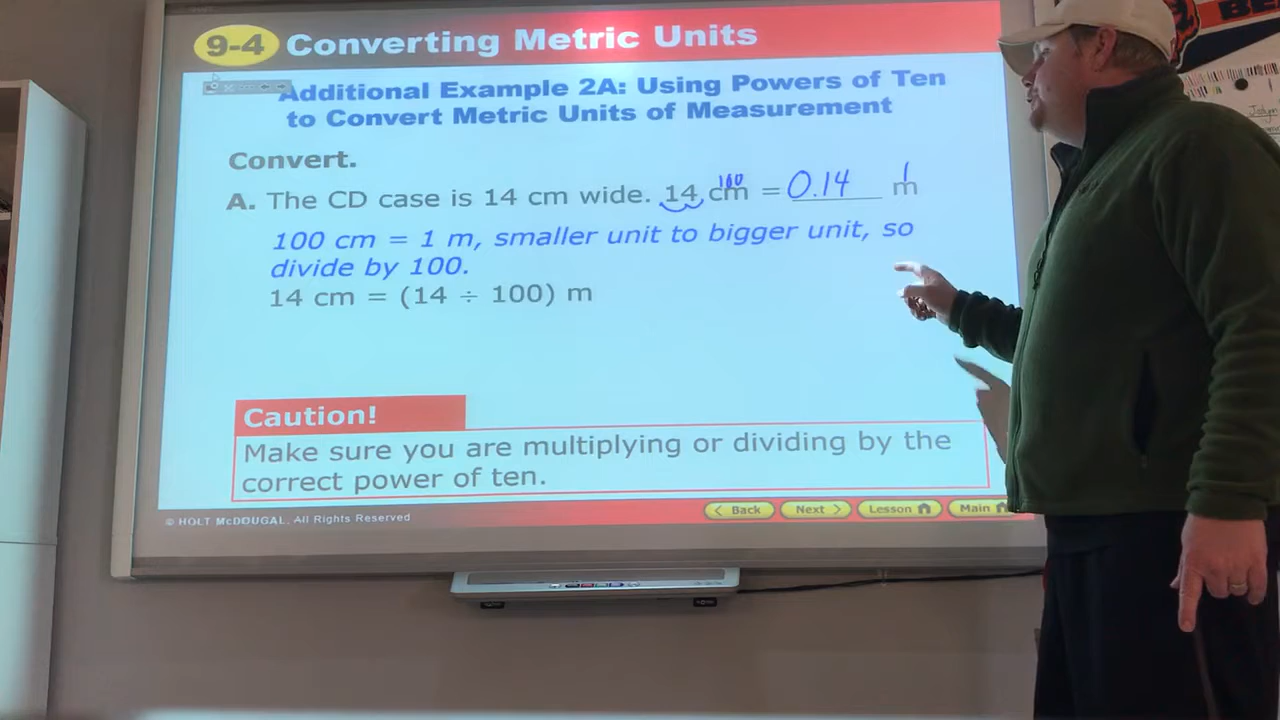 9-4 Converting Metric Units
Additional Example 2A: Using Powers of Ten
to Convert Metric Units of Measurement
Convert.
A. The CD case is 14 cm wide. 14 cm = 0.14 m
100 1
100 cm = 1 m, smaller unit to bigger unit, so
divide by 100.
14 cm = (14 ÷ 100) m
Caution!
Make sure you are multiplying or dividing by the
correct power of ten.
© HOLT McDOUGAL, All Rights Reserved
< Back Next > Lesson Main